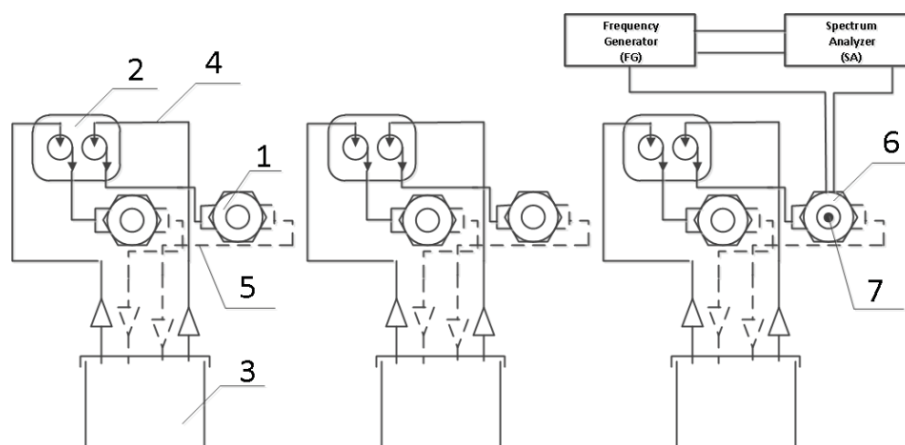 Frequency
Generator
(FG)
Spectrum
Analyzer
(SA)
2
4
1
6
5
7
3